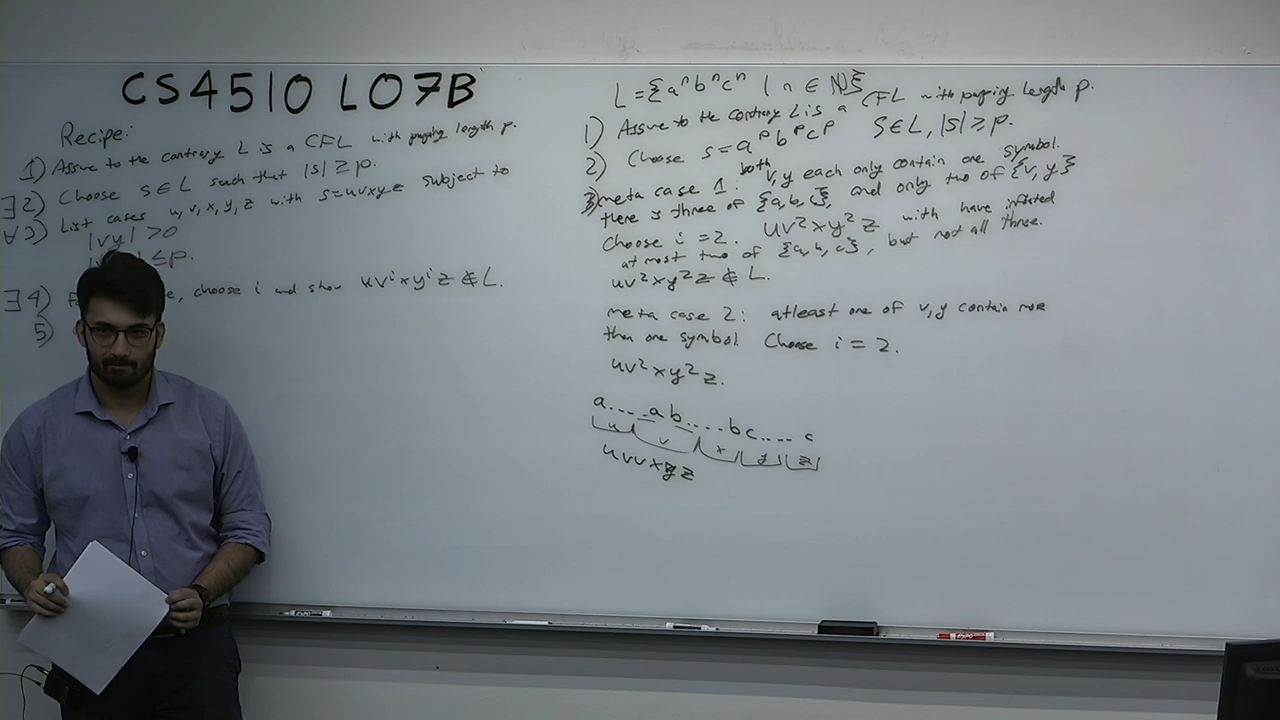 CS4510 L07B
Recipe:
1) Assume to the contrary L is a CFL with pumping length p.
∃2) Choose s∈L such that |s| ≥ p.
∀3) List cases u,v,x,y,z with s=uvxyz subject to
|vy| > 0
≤ p.
∃4) choose i and show uvⁱxyⁱz ∉ L.
5)
L = {aⁿbⁿcⁿ | n ∈ N}
1) Assume to the contrary L is a CFL with pumping length p.
2) Choose s = aᵖbᵖcᵖ s∈L, |s| ≥ p.
3) meta case 1: both v,y each only contain one symbol.
there is three of {a,b,c}, and only two of {v,y}
Choose i = 2. uv²xy²z with have inflated
at most two of {a,b,c}, but not all three.
uv²xy²z ∉ L.
meta case 2: atleast one of v,y contain more
than one symbol. Choose i = 2.
uv²xy²z.
a....ab....bc....c
u v x y z
uvvxyz